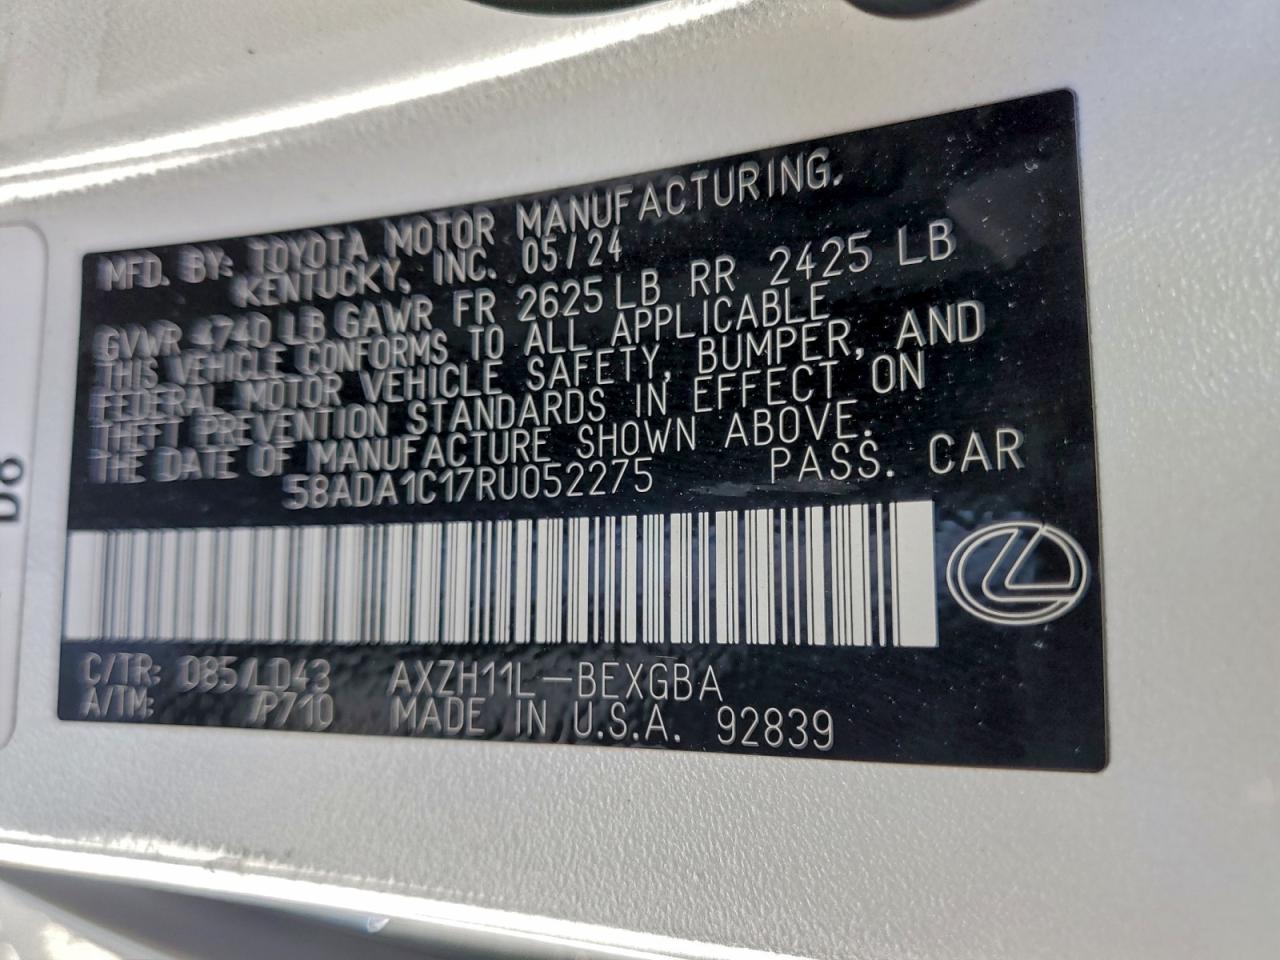 MFD. BY: TOYOTA MOTOR MANUFACTURING.
KENTUCKY, INC. 05/24
GVWR 4740 LB GAWR FR 2625 LB RR 2425 LB
THIS VEHICLE CONFORMS TO ALL APPLICABLE
FEDERAL MOTOR VEHICLE SAFETY, BUMPER, AND
THEFT PREVENTION STANDARDS IN EFFECT ON
THE DATE OF MANUFACTURE SHOWN ABOVE.
58ADA1C17RU052275 PASS. CAR
C/TR: 085/LD43 AXZH11L-BEXGBA
A/TM: /P710 MADE IN U.S.A. 92839
D8